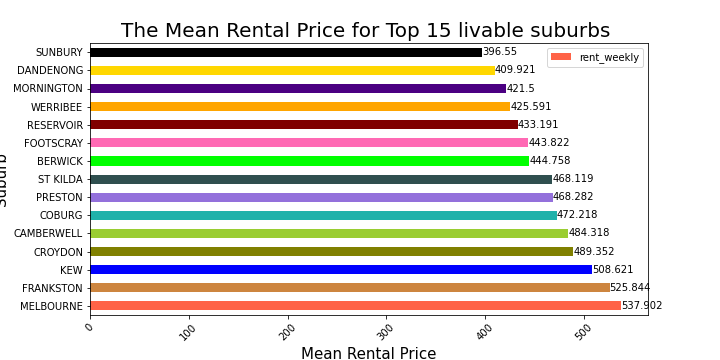 The Mean Rental Price for Top 15 livable suburbs
rent_weekly
SUNBURY 396.55
DANDENONG 409.921
MORNINGTON 421.5
WERRIBEE 425.591
RESERVOIR 433.191
FOOTSCRAY 443.822
BERWICK 444.758
ST KILDA 468.119
PRESTON 468.282
COBURG 472.218
CAMBERWELL 484.318
CROYDON 489.352
KEW 508.621
FRANKSTON 525.844
MELBOURNE 537.902
Suburb
0 100 200 300 400 500
Mean Rental Price